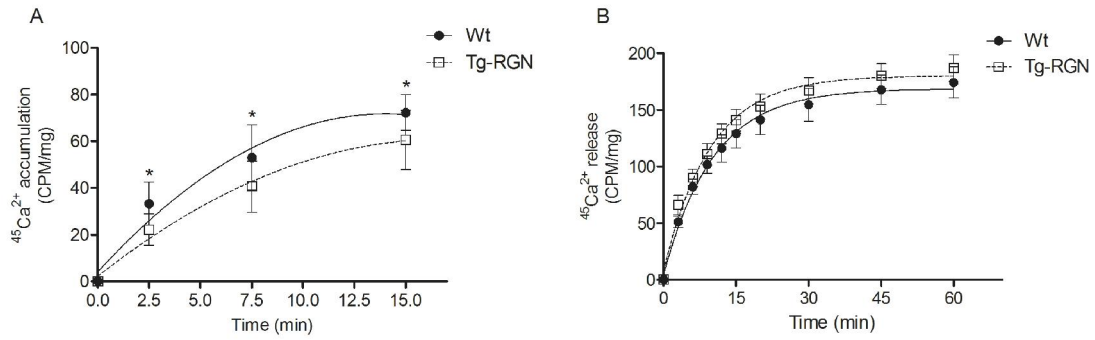 A
Wt
Tg-RGN
100
80
60
40
20
0
* * *
0.0 2.5 5.0 7.5 10.0 12.5 15.0
Time (min)
⁴⁵Ca²⁺ accumulation
(CPM/mg)
B
Wt
Tg-RGN
200
150
100
50
0
0 15 30 45 60
Time (min)
⁴⁵Ca²⁺ release
(CPM/mg)